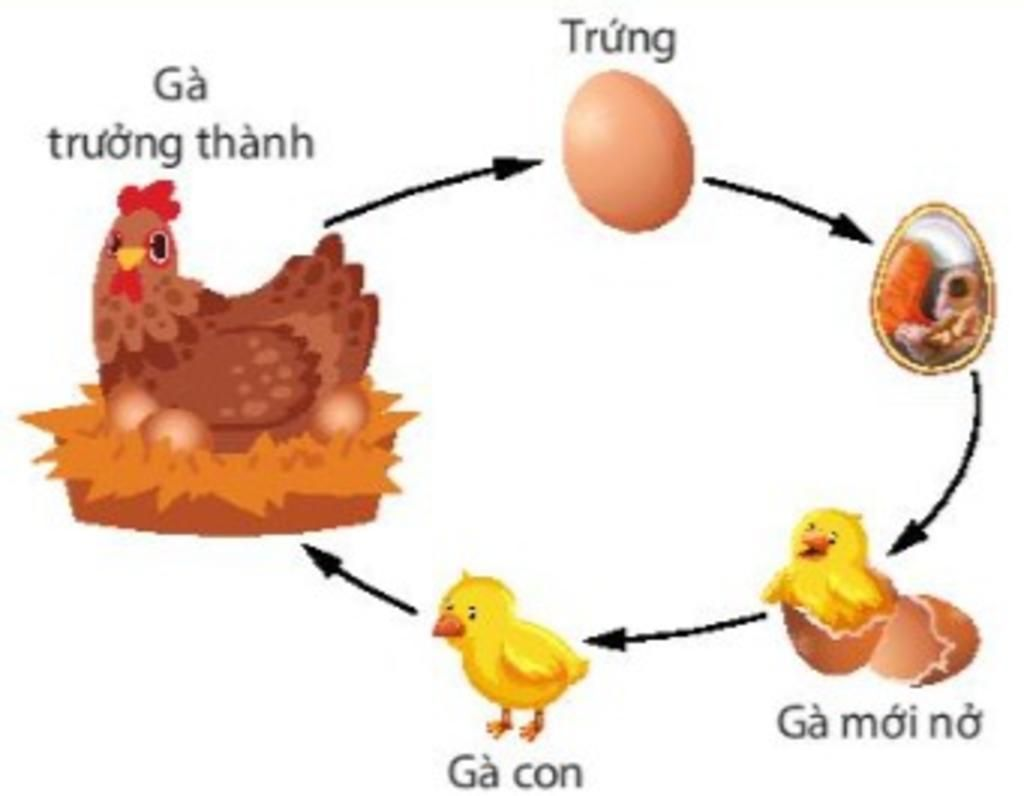 Trứng
Gà
trưởng thành
Gà mới nở
Gà con